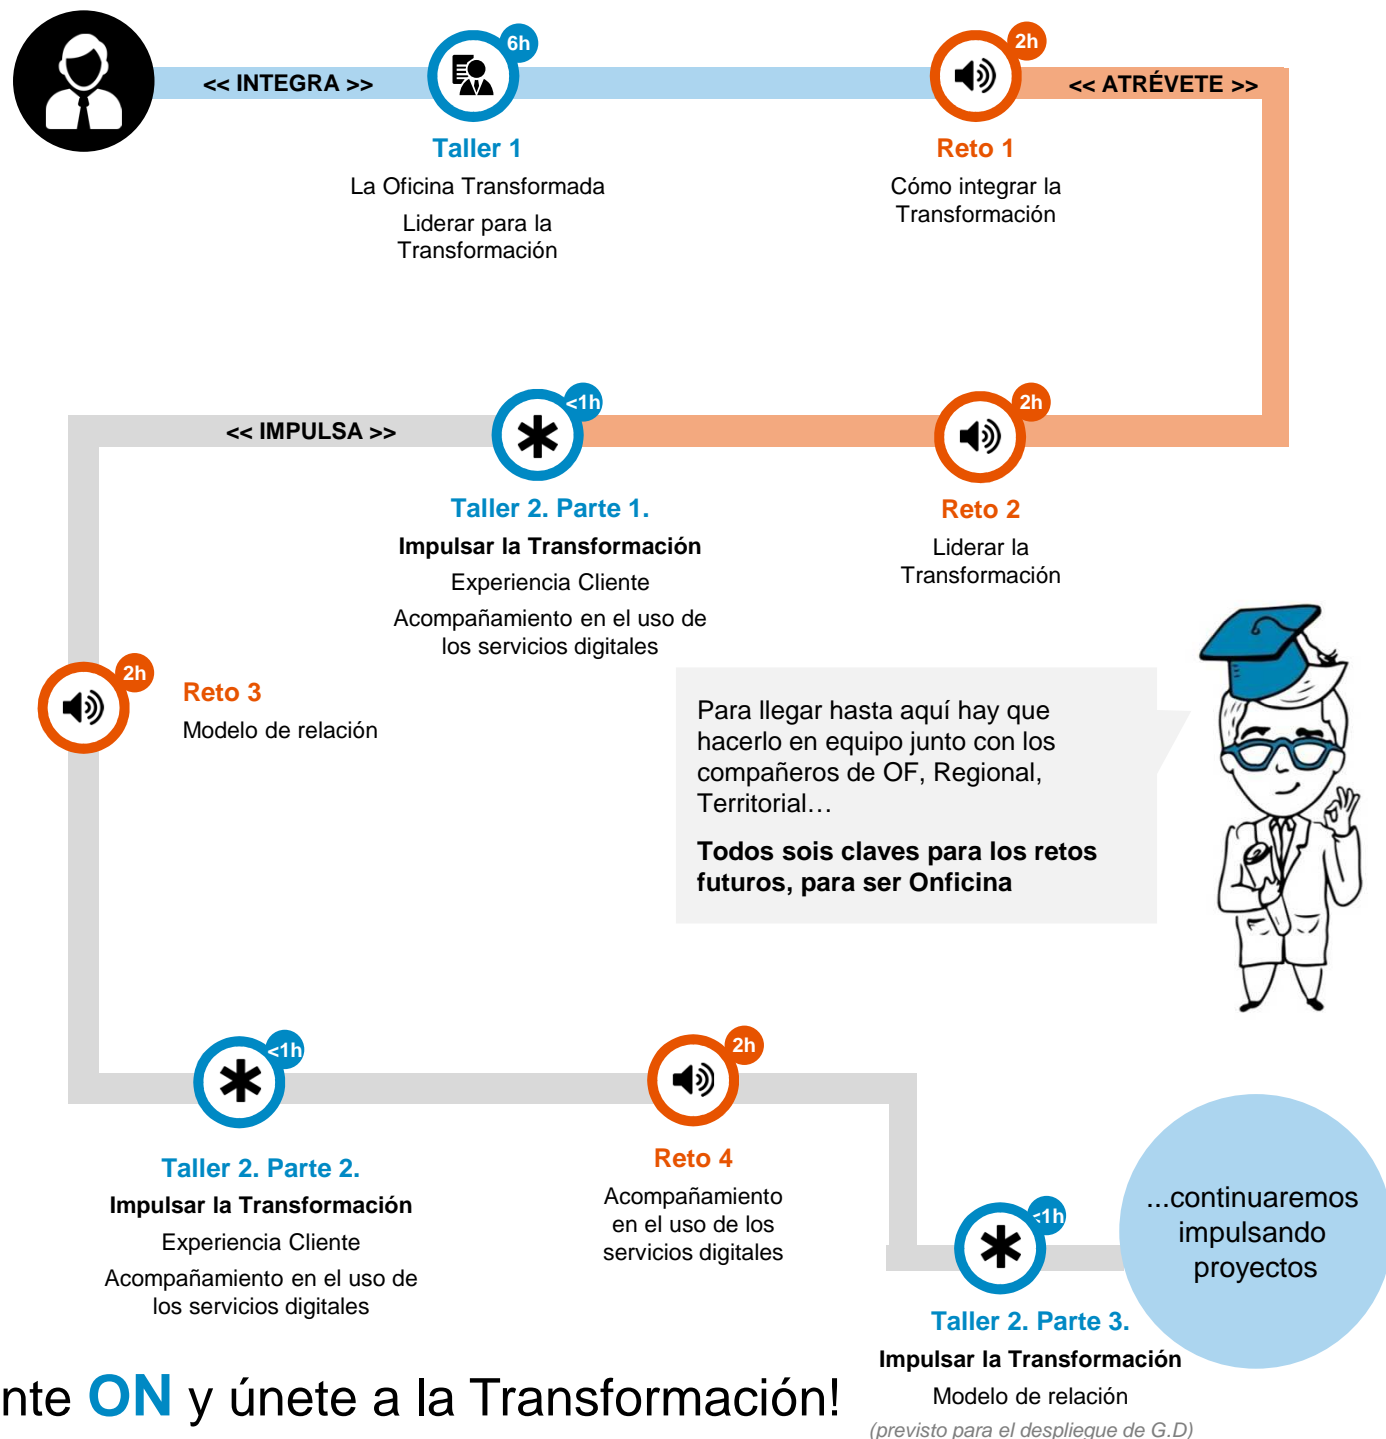 << INTEGRA >>
6h
2h
<< ATRÉVETE >>
Taller 1
La Oficina Transformada
Liderar para la
Transformación
Reto 1
Cómo integrar la
Transformación
<< IMPULSA >>
<1h
2h
Taller 2. Parte 1.
Impulsar la Transformación
Experiencia Cliente
Acompañamiento en el uso de
los servicios digitales
Reto 2
Liderar la
Transformación
2h
Reto 3
Modelo de relación
Para llegar hasta aquí hay que
hacerlo en equipo junto con los
compañeros de OF, Regional,
Territorial…
Todos sois claves para los retos
futuros, para ser Onficina
<1h
2h
Taller 2. Parte 2.
Impulsar la Transformación
Experiencia Cliente
Acompañamiento en el uso de
los servicios digitales
Reto 4
Acompañamiento
en el uso de los
servicios digitales
<1h
Taller 2. Parte 3.
Impulsar la Transformación
Modelo de relación
(previsto para el despliegue de G.D)
...continuaremos
impulsando
proyectos
nte ON y únete a la Transformación!